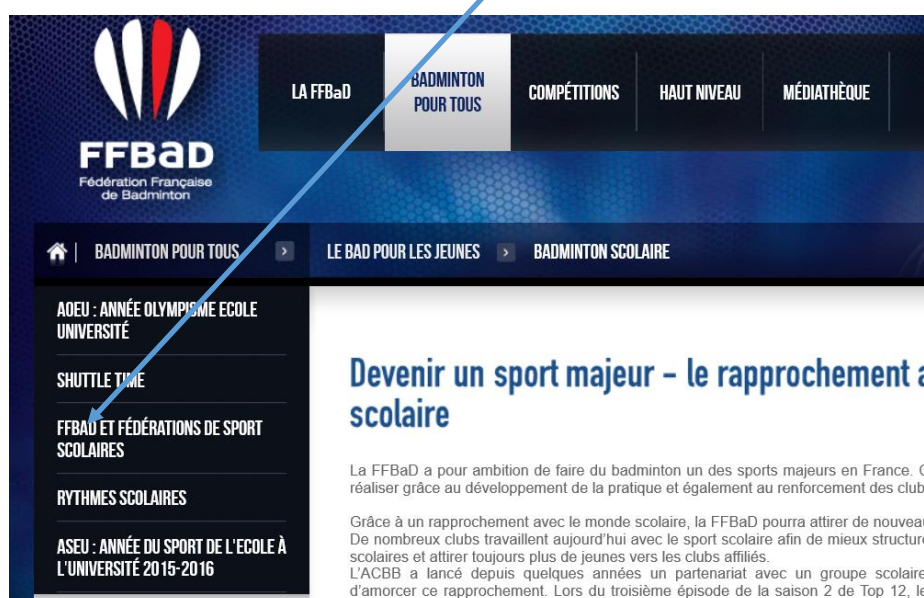 LA FFBaD
BADMINTON
POUR TOUS
COMPÉTITIONS
HAUT NIVEAU
MÉDIATHÈQUE
FFBaD
Fédération Française
de Badminton
BADMINTON POUR TOUS
LE BAD POUR LES JEUNES
BADMINTON SCOLAIRE
AOEU : ANNÉE OLYMPISME ECOLE
UNIVERSITÉ
SHUTTLE TIME
FFBAD ET FÉDÉRATIONS DE SPORT
SCOLAIRES
RYTHMES SCOLAIRES
ASEU : ANNÉE DU SPORT DE L'ECOLE À
L'UNIVERSITÉ 2015-2016
Devenir un sport majeur – le rapprochement
scolaire
La FFBaD a pour ambition de faire du badminton un des sports majeurs en France.
réaliser grâce au développement de la pratique et également au renforcement des
Grâce à un rapprochement avec le monde scolaire, la FFBaD pourra attirer de
De nombreux clubs travaillent aujourd'hui avec le sport scolaire afin de mieux
scolaires et attirer toujours plus de jeunes vers les clubs affiliés.
L'ACBB a lancé depuis quelques années un partenariat avec un groupe scolaire
d'amorcer ce rapprochement. Lors du troisième épisode de la saison 2 de Top 12,